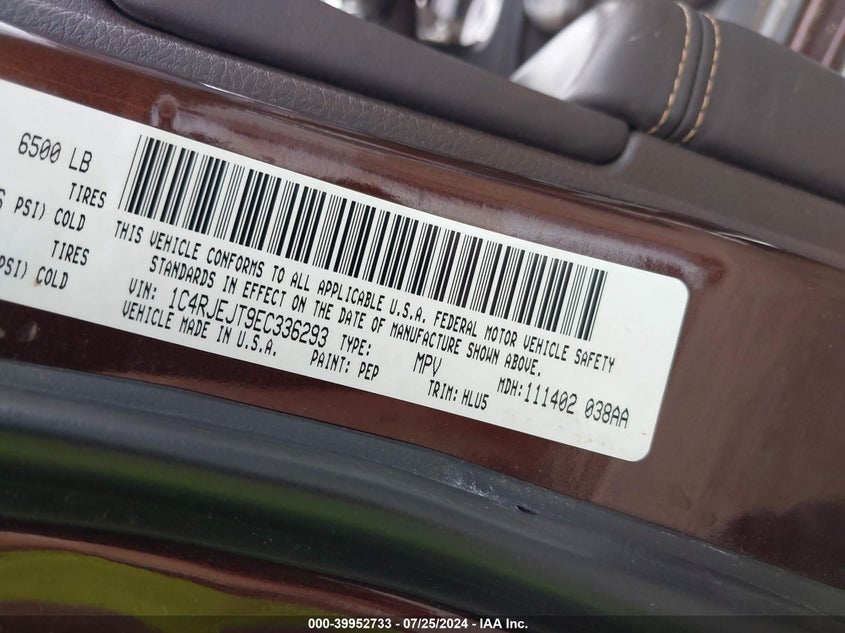 6500 LB
TIRES
PSI) COLD
TIRES
PSI) COLD
THIS VEHICLE CONFORMS TO ALL APPLICABLE U.S.A. FEDERAL MOTOR VEHICLE SAFETY
STANDARDS IN EFFECT ON THE DATE OF MANUFACTURE SHOWN ABOVE.
VIN: 1C4RJEJT9EC336293 TYPE: MPV MDH:111402 038AA
VEHICLE MADE IN U.S.A. PAINT: PEP TRIM: HLU5
000-39952733 - 07/25/2024 - IAA Inc.